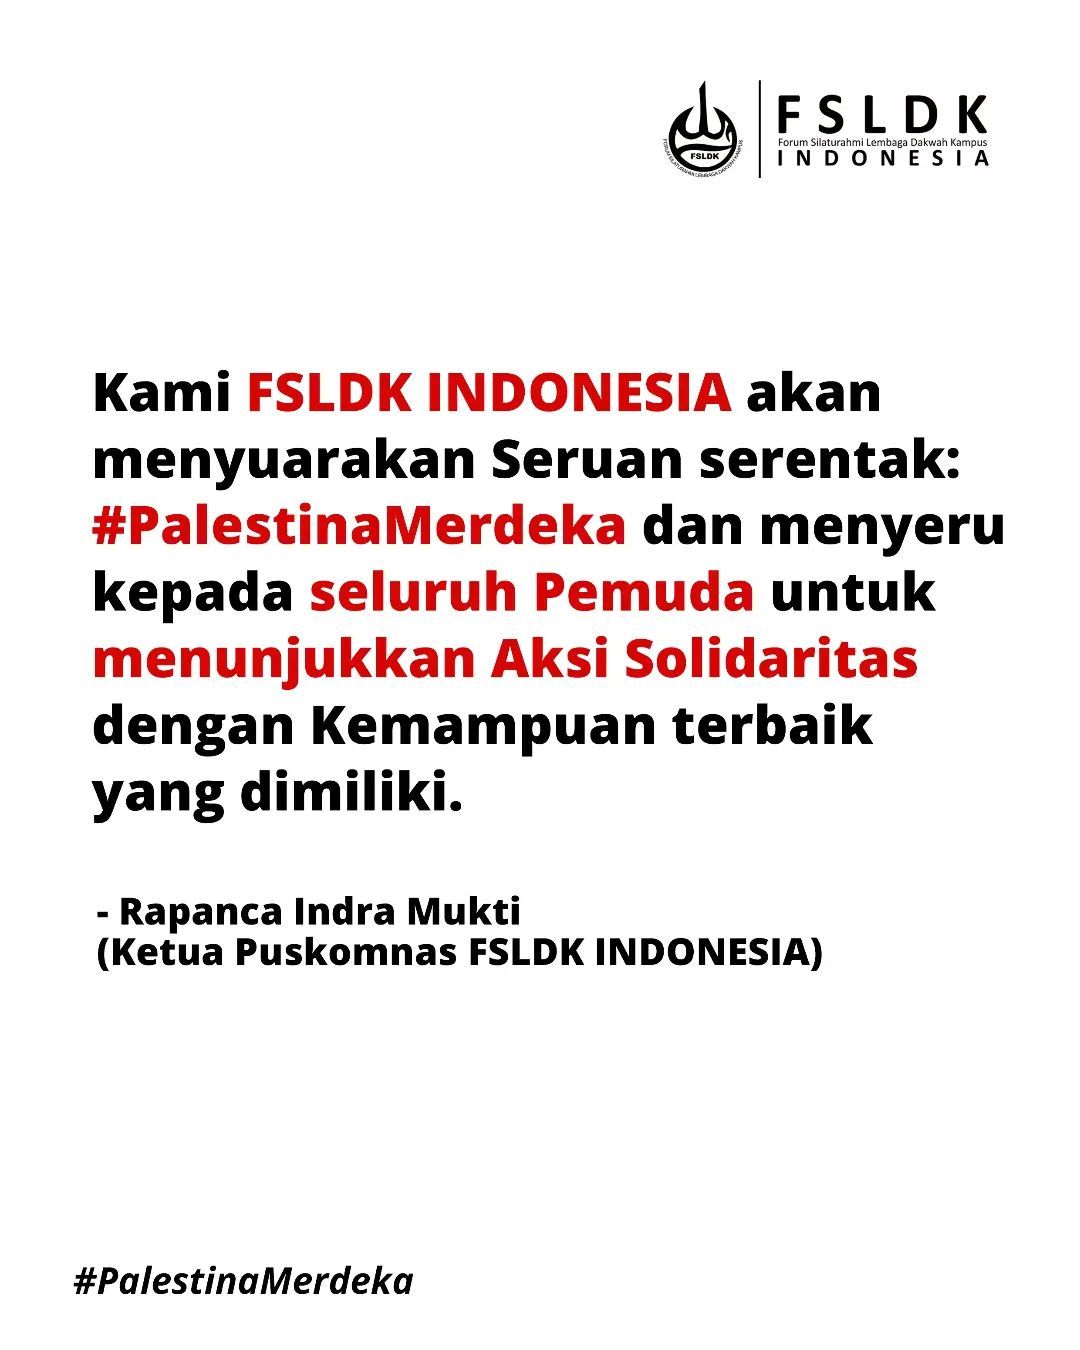 FSLDK
Forum Silaturahmi Lembaga Dakwah Kampus
INDONESIA
FSLDK
Kami FSLDK INDONESIA akan
menyuarakan Seruan serentak:
#PalestinaMerdeka dan menyeru
kepada seluruh Pemuda untuk
menunjukkan Aksi Solidaritas
dengan Kemampuan terbaik
yang dimiliki.
- Rapanca Indra Mukti
(Ketua Puskomnas FSLDK INDONESIA)
#PalestinaMerdeka